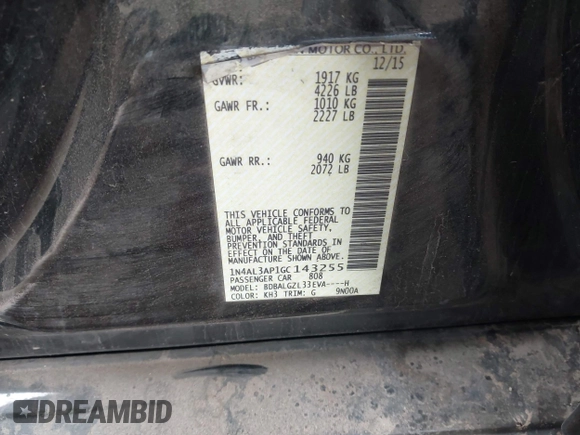 MOTOR CO., LTD.
12/15
GVWR: 1917 KG
4226 LB
GAWR FR.: 1010 KG
2227 LB
GAWR RR.: 940 KG
2072 LB
THIS VEHICLE CONFORMS TO
ALL APPLICABLE FEDERAL
MOTOR VEHICLE SAFETY,
BUMPER, AND THEFT
PREVENTION STANDARDS IN
EFFECT ON THE DATE OF
MANUFACTURE SHOWN ABOVE.
1N4AL3AP1GC143255
PASSENGER CAR 808
MODEL: BDBALGZL33EVA----H
COLOR: KH3 TRIM: G 9N00A
DREAMBID